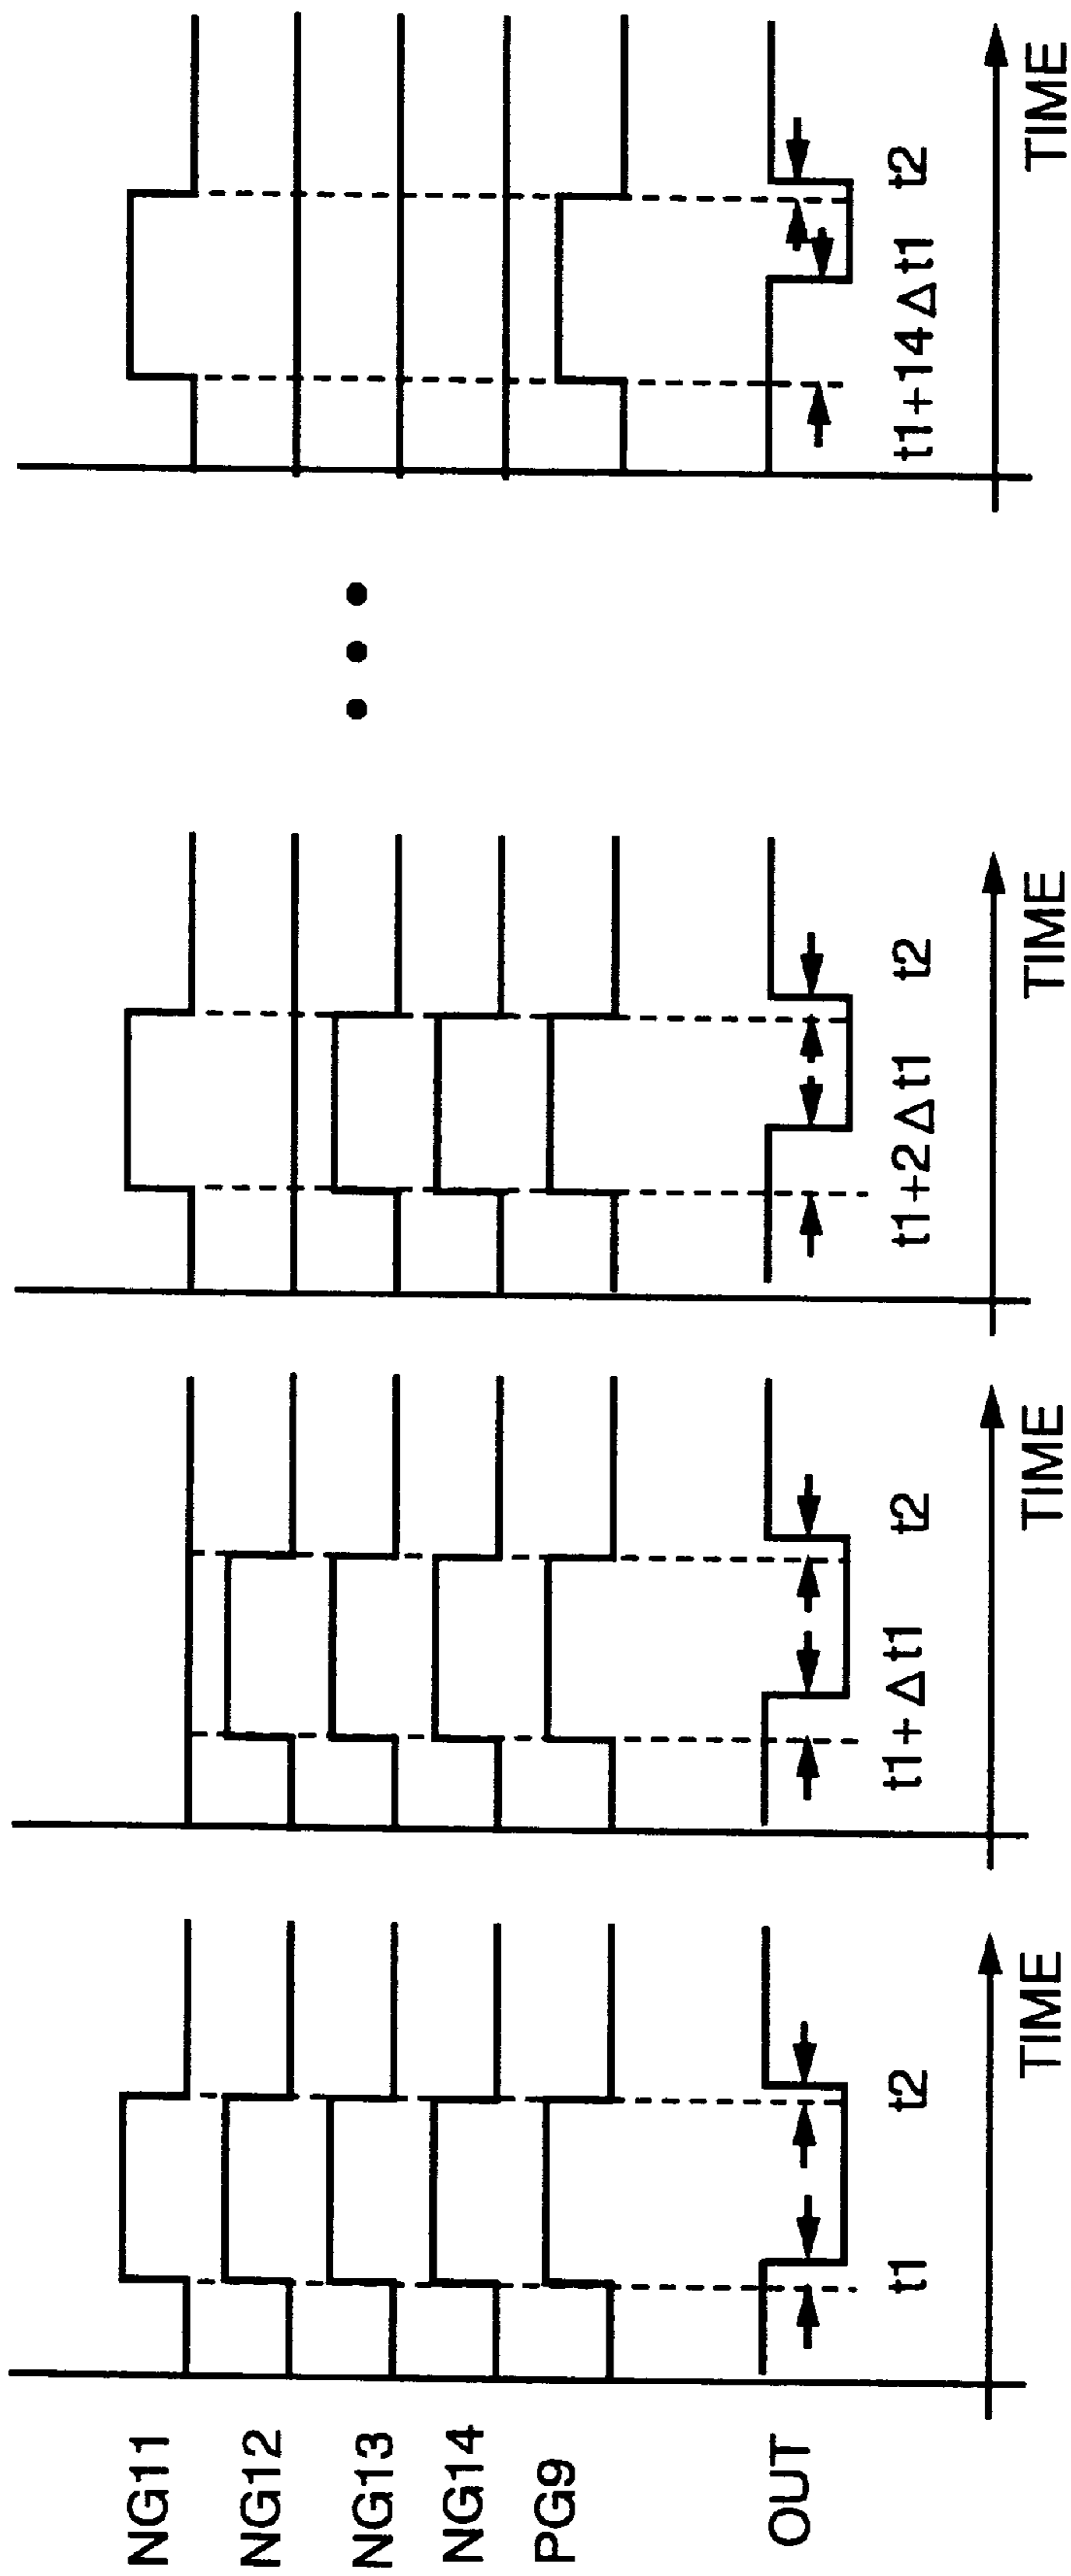 NG11
NG12
NG13
NG14
PG9
OUT
t1 t2
TIME
t1+Δt1 t2
TIME
t1+2Δt1 t2
TIME
t1+14Δt1 t2
TIME